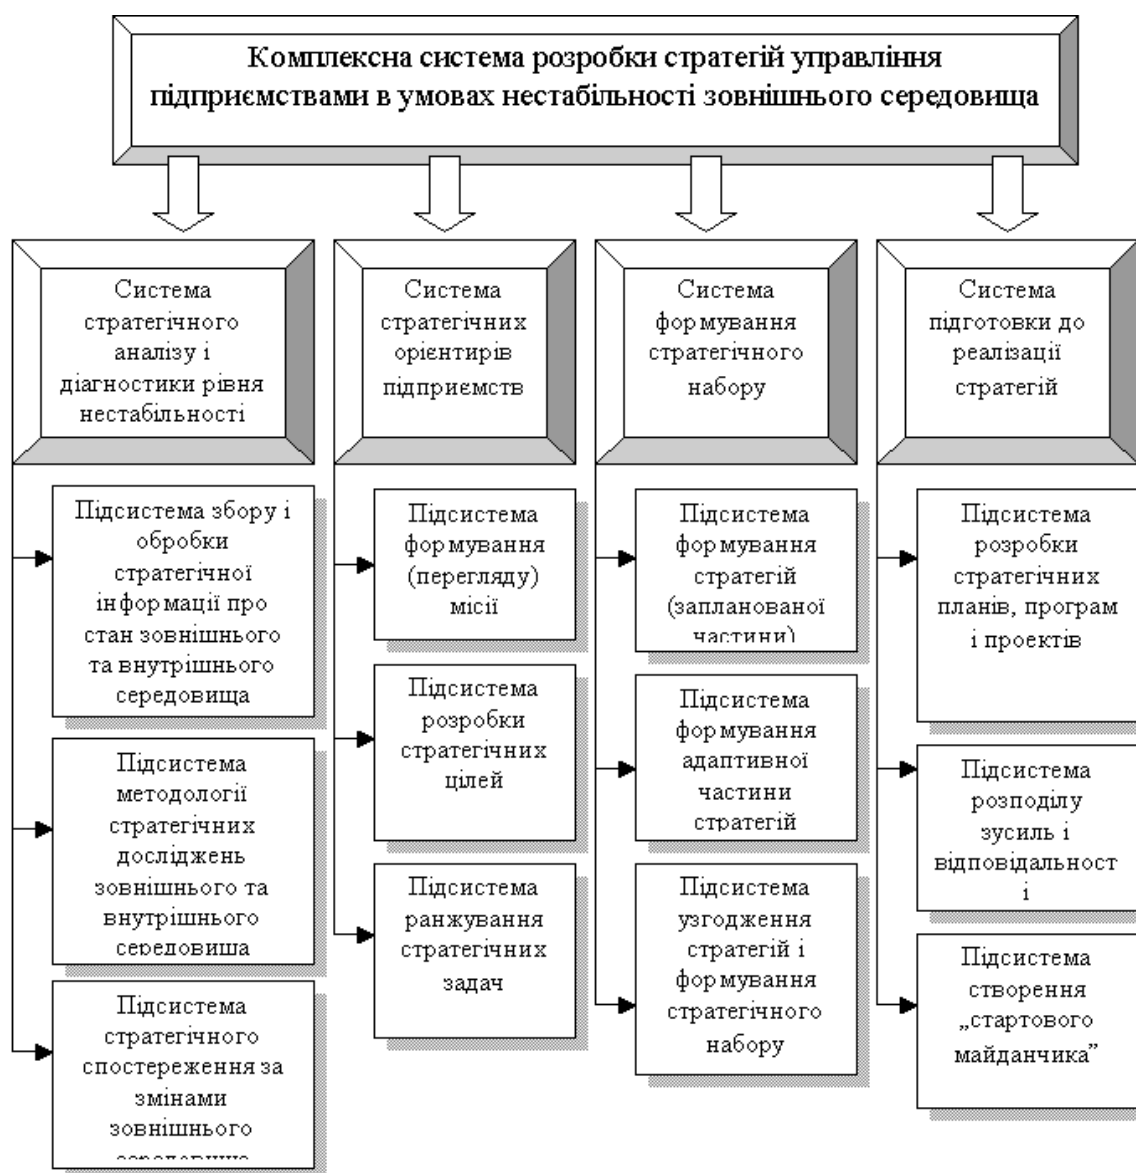 Комплексна система розробки стратегій управління
підприємствами в умовах нестабільності зовнішнього середовища
Система
стратегічного
аналізу і
діагностики рівня
нестабільності
Система
стратегічних
орієнтирів
підприємств
Система
формування
стратегічного
набору
Система
підготовки до
реалізації
стратегій
Підсистема збору і
обробки
стратегічної
інформації про
стан зовнішнього
та внутрішнього
середовища
Підсистема
методології
стратегічних
досліджень
зовнішнього та
внутрішнього
середовища
Підсистема
стратегічного
спостереження за
змінами
зовнішнього
Підсистема
формування
(перегляду)
місії
Підсистема
розробки
стратегічних
цілей
Підсистема
ранжування
стратегічних
задач
Підсистема
формування
стратегій
(запланованої
частини)
Підсистема
формування
адаптивної
частини
стратегій
Підсистема
узгодження
стратегій і
формування
стратегічного
набору
Підсистема
розробки
стратегічних
планів, програм
і проектів
Підсистема
розподілу
зусиль і
відповідальност
і
Підсистема
створення
„стартового
майданчика”